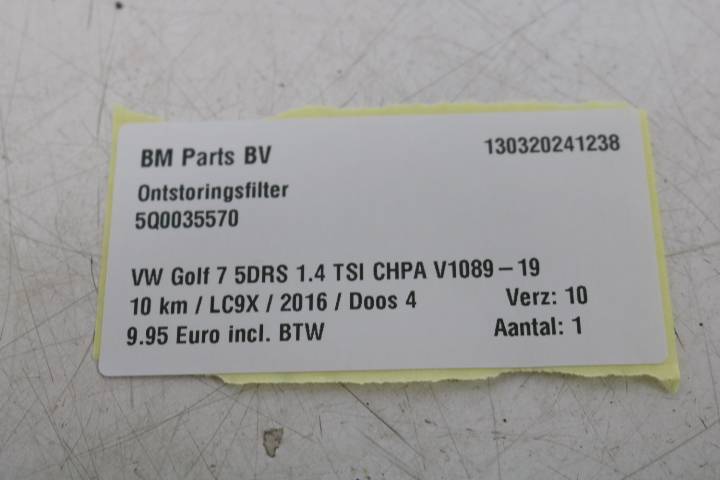 BM Parts BV 130320241238
Ontstoringsfilter
5Q0035570
VW Golf 7 5DRS 1.4 TSI CHPA V1089-19
10 km / LC9X / 2016 / Doos 4 Verz: 10
9.95 Euro incl. BTW Aantal: 1